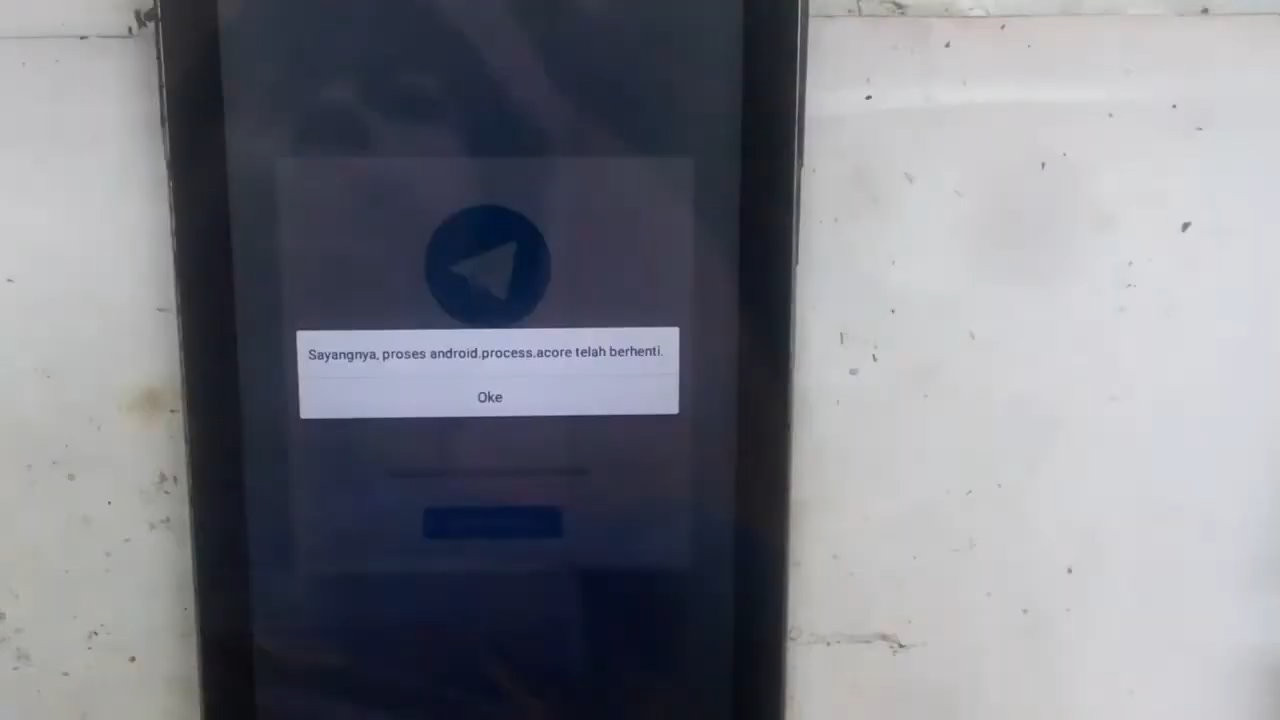 Sayangnya, proses android.process.acore telah berhenti.
Oke